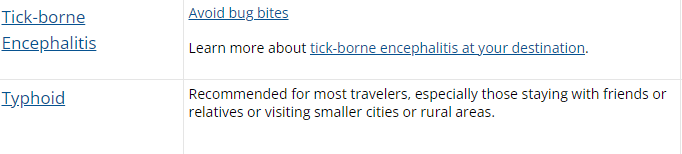 Tick-borne
Encephalitis
Avoid bug bites
Learn more about tick-borne encephalitis at your destination.
Typhoid
Recommended for most travelers, especially those staying with friends or
relatives or visiting smaller cities or rural areas.